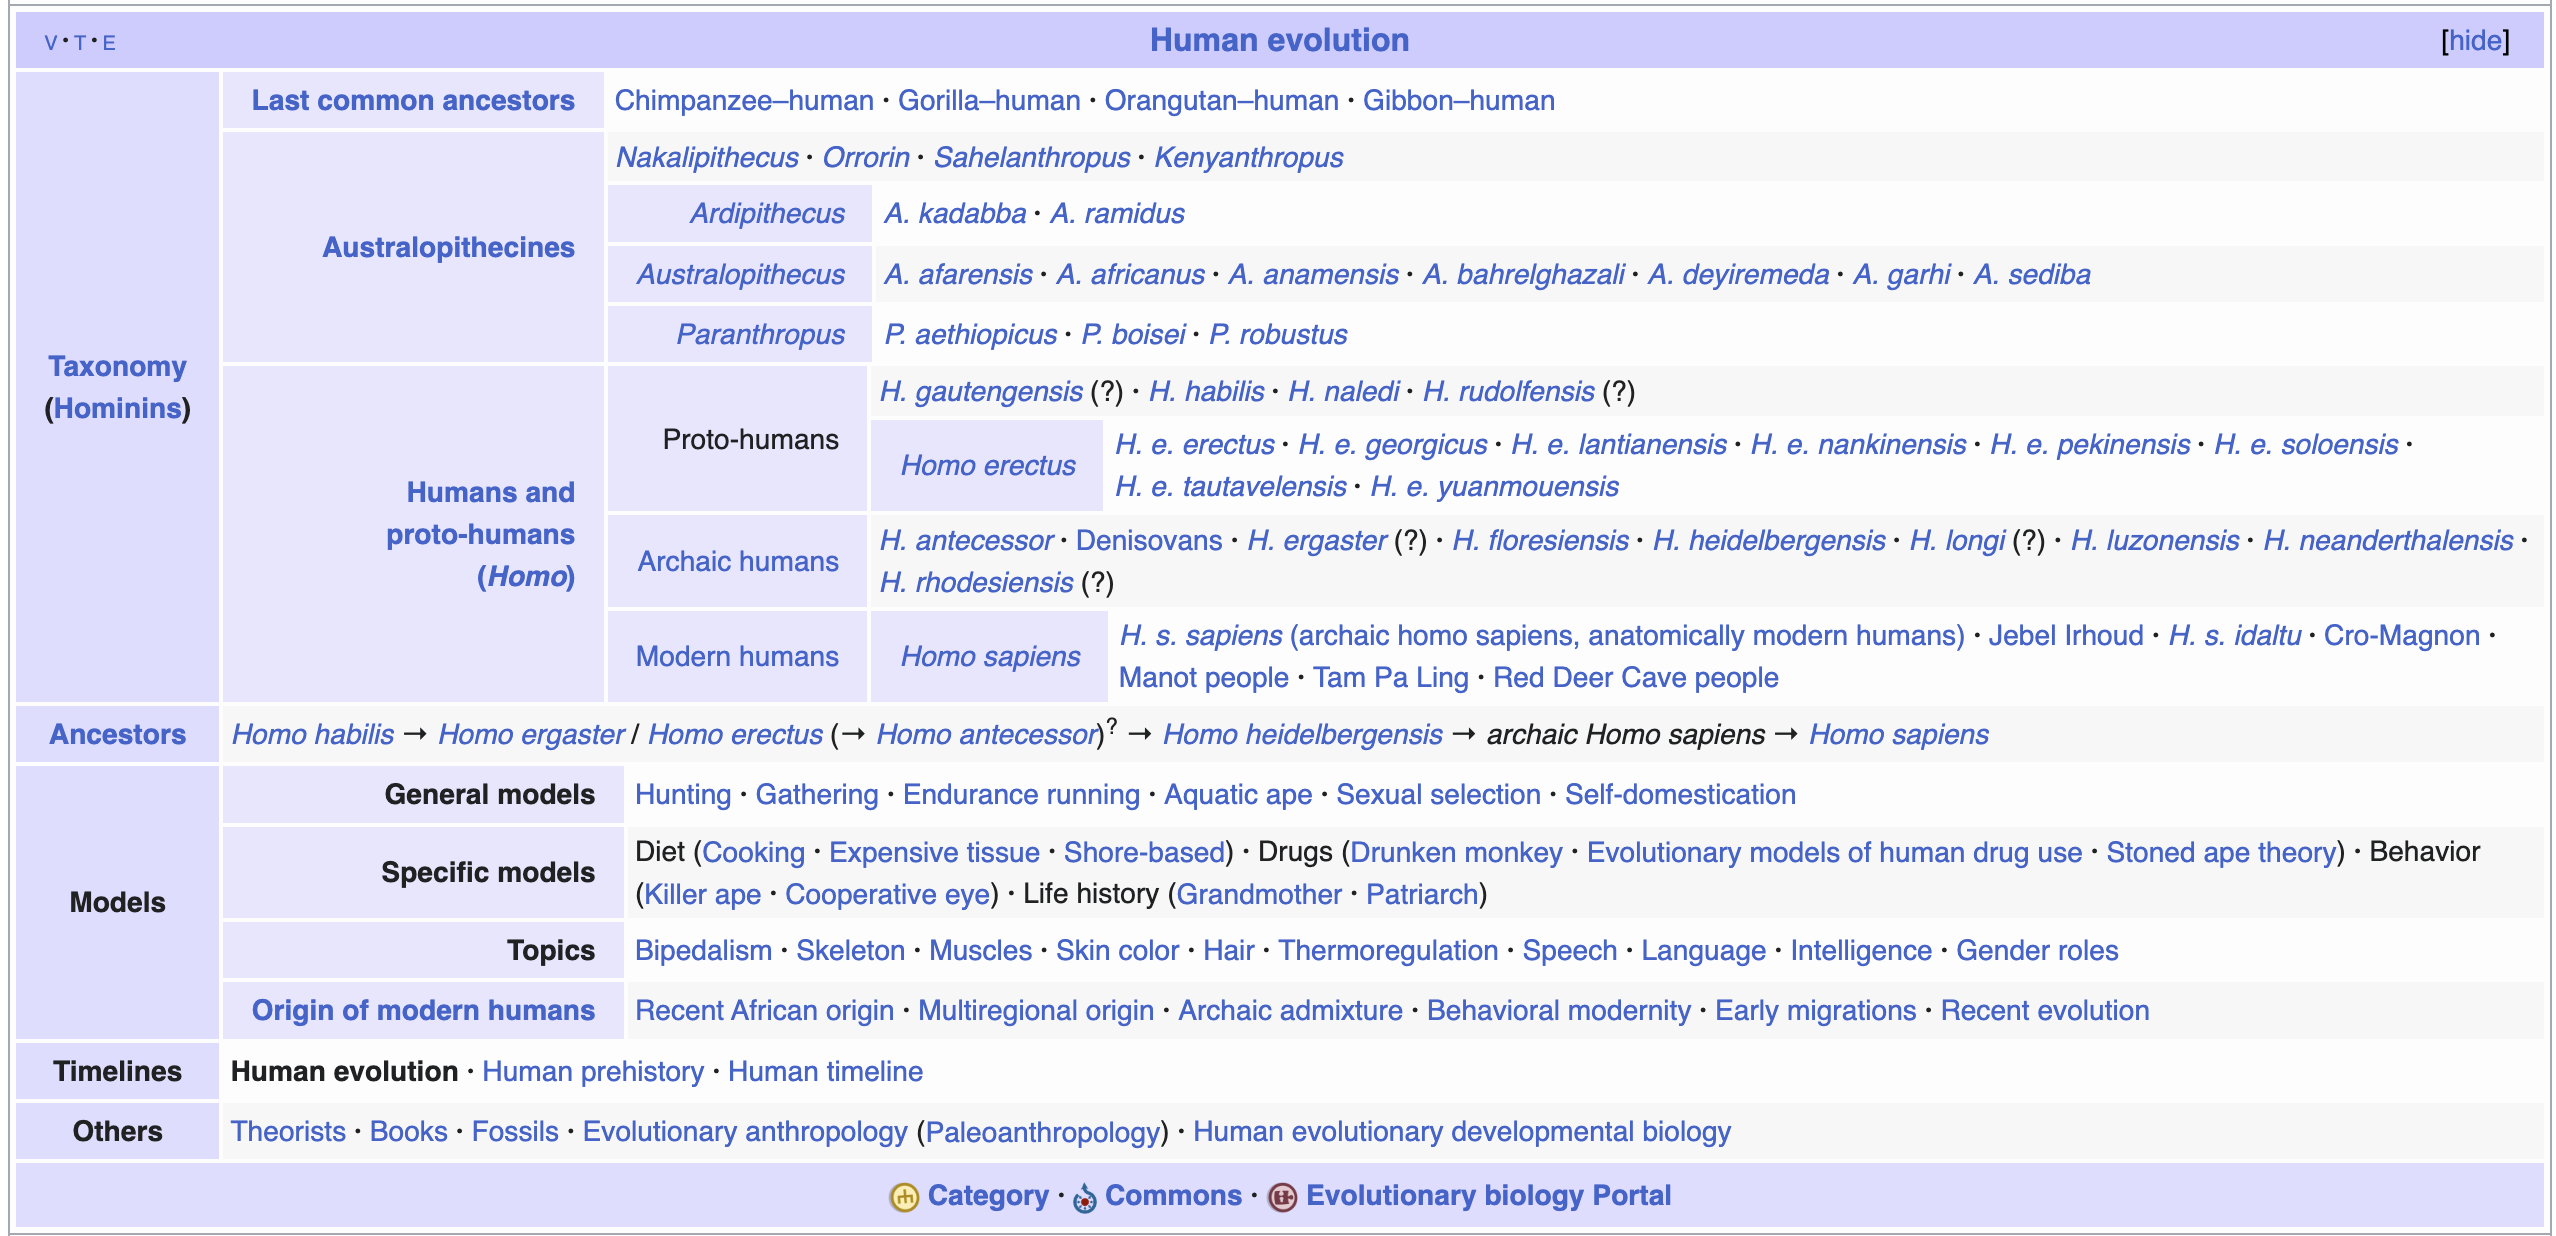 V · T · E
Human evolution
[hide]
Taxonomy
(Hominins)
Last common ancestors
Chimpanzee–human · Gorilla–human · Orangutan–human · Gibbon–human
Australopithecines
Nakalipithecus · Orrorin · Sahelanthropus · Kenyanthropus
Ardipithecus
A. kadabba · A. ramidus
Australopithecus
A. afarensis · A. africanus · A. anamensis · A. bahrelghazali · A. deyiremeda · A. garhi · A. sediba
Paranthropus
P. aethiopicus · P. boisei · P. robustus
Humans and
proto-humans
(Homo)
Proto-humans
H. gautengensis (?) · H. habilis · H. naledi · H. rudolfensis (?)
Homo erectus
H. e. erectus · H. e. georgicus · H. e. lantianensis · H. e. nankinensis · H. e. pekinensis · H. e. soloensis ·
H. e. tautavelensis · H. e. yuanmouensis
Archaic humans
H. antecessor · Denisovans · H. ergaster (?) · H. floresiensis · H. heidelbergensis · H. longi (?) · H. luzonensis · H. neanderthalensis ·
H. rhodesiensis (?)
Modern humans
Homo sapiens
H. s. sapiens (archaic homo sapiens, anatomically modern humans) · Jebel Irhoud · H. s. idaltu · Cro-Magnon ·
Manot people · Tam Pa Ling · Red Deer Cave people
Ancestors
Homo habilis → Homo ergaster / Homo erectus (→ Homo antecessor)? → Homo heidelbergensis → archaic Homo sapiens → Homo sapiens
Models
General models
Hunting · Gathering · Endurance running · Aquatic ape · Sexual selection · Self-domestication
Specific models
Diet (Cooking · Expensive tissue · Shore-based) · Drugs (Drunken monkey · Evolutionary models of human drug use · Stoned ape theory) · Behavior
(Killer ape · Cooperative eye) · Life history (Grandmother · Patriarch)
Topics
Bipedalism · Skeleton · Muscles · Skin color · Hair · Thermoregulation · Speech · Language · Intelligence · Gender roles
Origin of modern humans
Recent African origin · Multiregional origin · Archaic admixture · Behavioral modernity · Early migrations · Recent evolution
Timelines
Human evolution · Human prehistory · Human timeline
Others
Theorists · Books · Fossils · Evolutionary anthropology (Paleoanthropology) · Human evolutionary developmental biology
Category · Commons · Evolutionary biology Portal